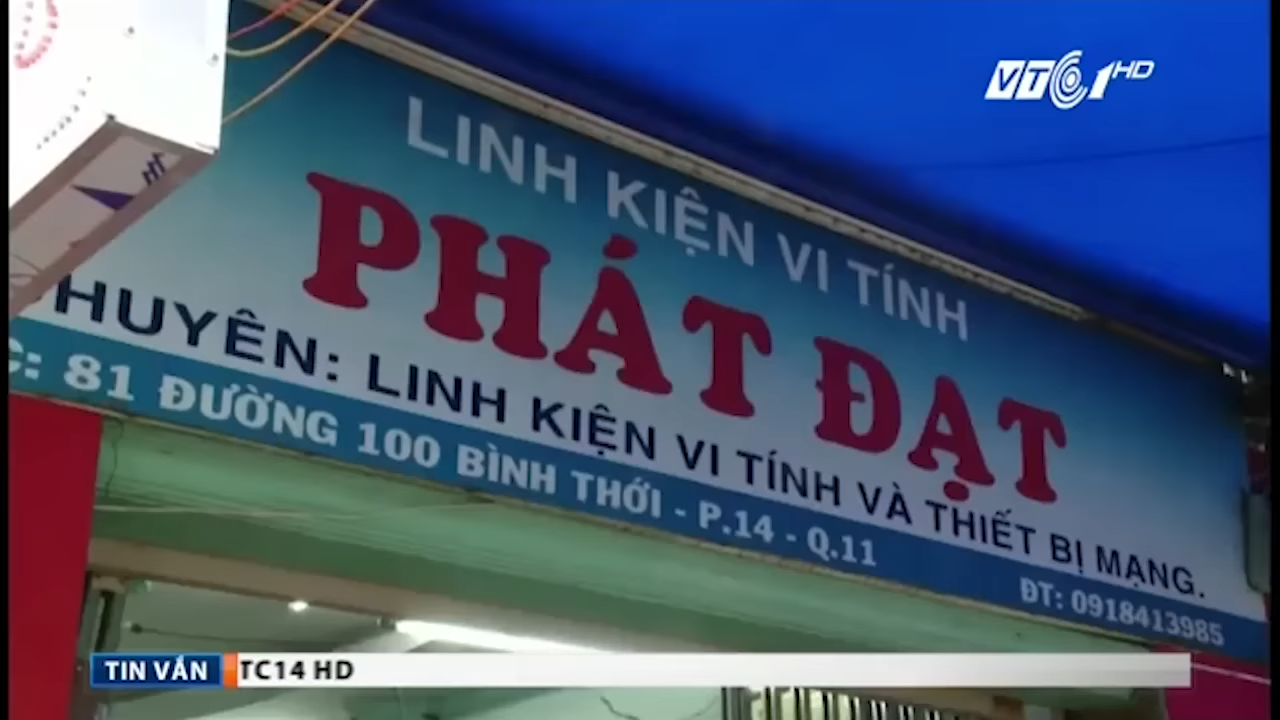 VTC1 HD
LINH KIỆN VI TÍNH
PHÁT ĐẠT
HUYÊN: LINH KIỆN VI TÍNH VÀ THIẾT BỊ MẠNG.
C: 81 ĐƯỜNG 100 BÌNH THỚI - P.14 - Q.11
ĐT: 0918413985
TIN VẮN TC14 HD